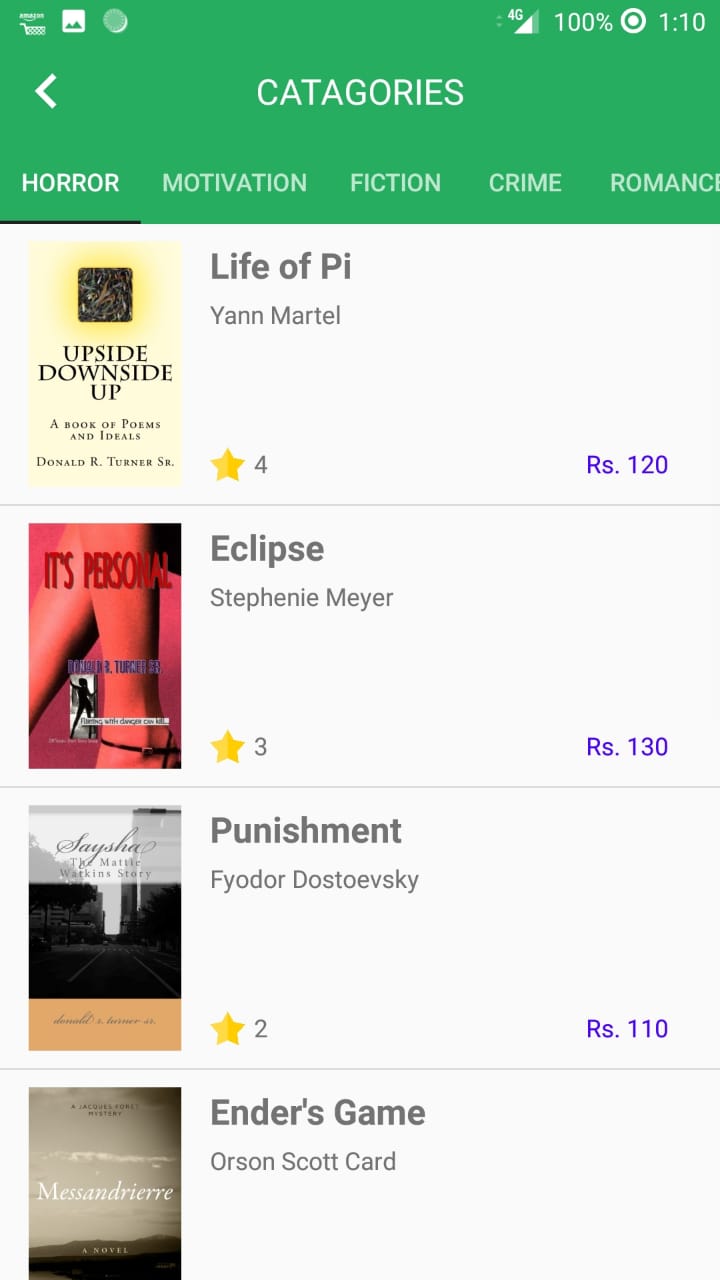 amazon
4G 100% 1:10
CATAGORIES
HORROR MOTIVATION FICTION CRIME ROMANCE
UPSIDE
DOWNSIDE
UP
A BOOK OF POEMS
AND IDEALS
DONALD R. TURNER SR.
Life of Pi
Yann Martel
4 Rs. 120
IT'S PERSONAL
DONALD R. TURNER SR.
FLIRTING WITH DANGER CAN KILL...
Eclipse
Stephenie Meyer
3 Rs. 130
Saysha
The Mattie
Watkins Story
donald r. turner sr.
Punishment
Fyodor Dostoevsky
2 Rs. 110
A JACQUES FORÊT
MYSTERY
Messandrierre
A NOVEL
Ender's Game
Orson Scott Card